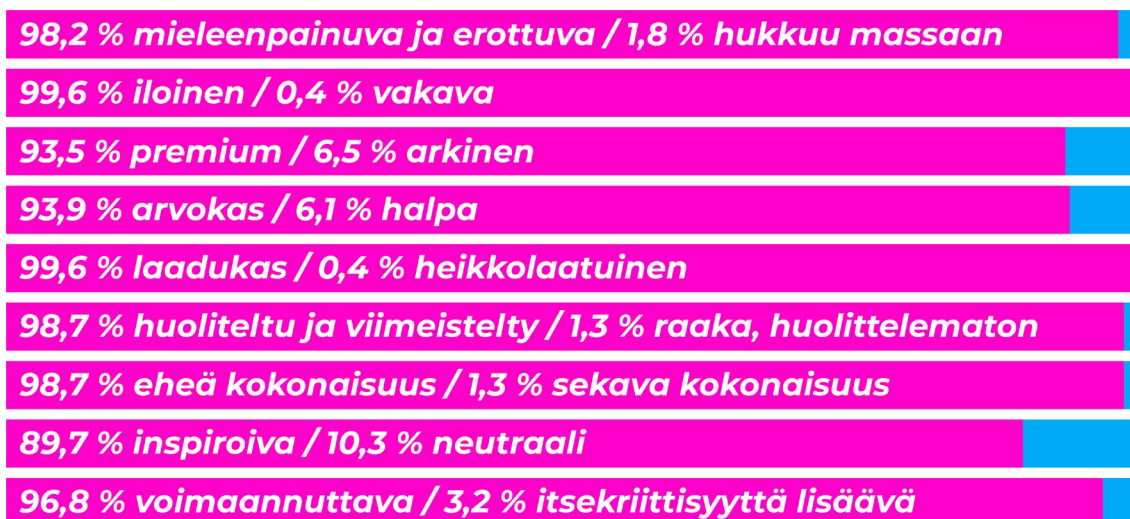 98,2 % mieleenpainuva ja erottuva / 1,8 % hukkuu massaan
99,6 % iloinen / 0,4 % vakava
93,5 % premium / 6,5 % arkinen
93,9 % arvokas / 6,1 % halpa
99,6 % laadukas / 0,4 % heikkolaatuinen
98,7 % huoliteltu ja viimeistelty / 1,3 % raaka, huolittelematon
98,7 % eheä kokonaisuus / 1,3 % sekava kokonaisuus
89,7 % inspiroiva / 10,3 % neutraali
96,8 % voimaannuttava / 3,2 % itsekriittisyyttä lisäävä